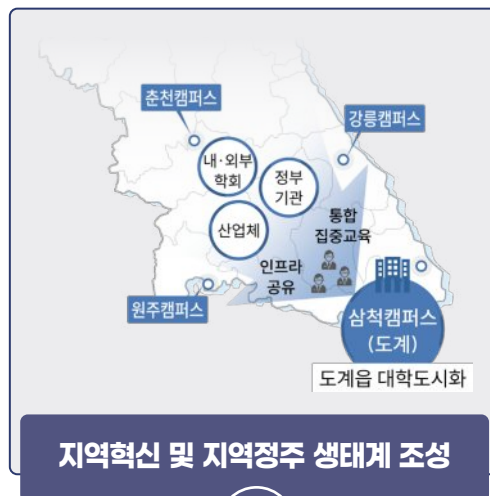 춘천캠퍼스
강릉캠퍼스
내·외부
학회
정부
기관
산업체
통합
집중교육
인프라
공유
원주캠퍼스
삼척캠퍼스
(도계)
도계읍 대학도시화
지역혁신 및 지역정주 생태계 조성